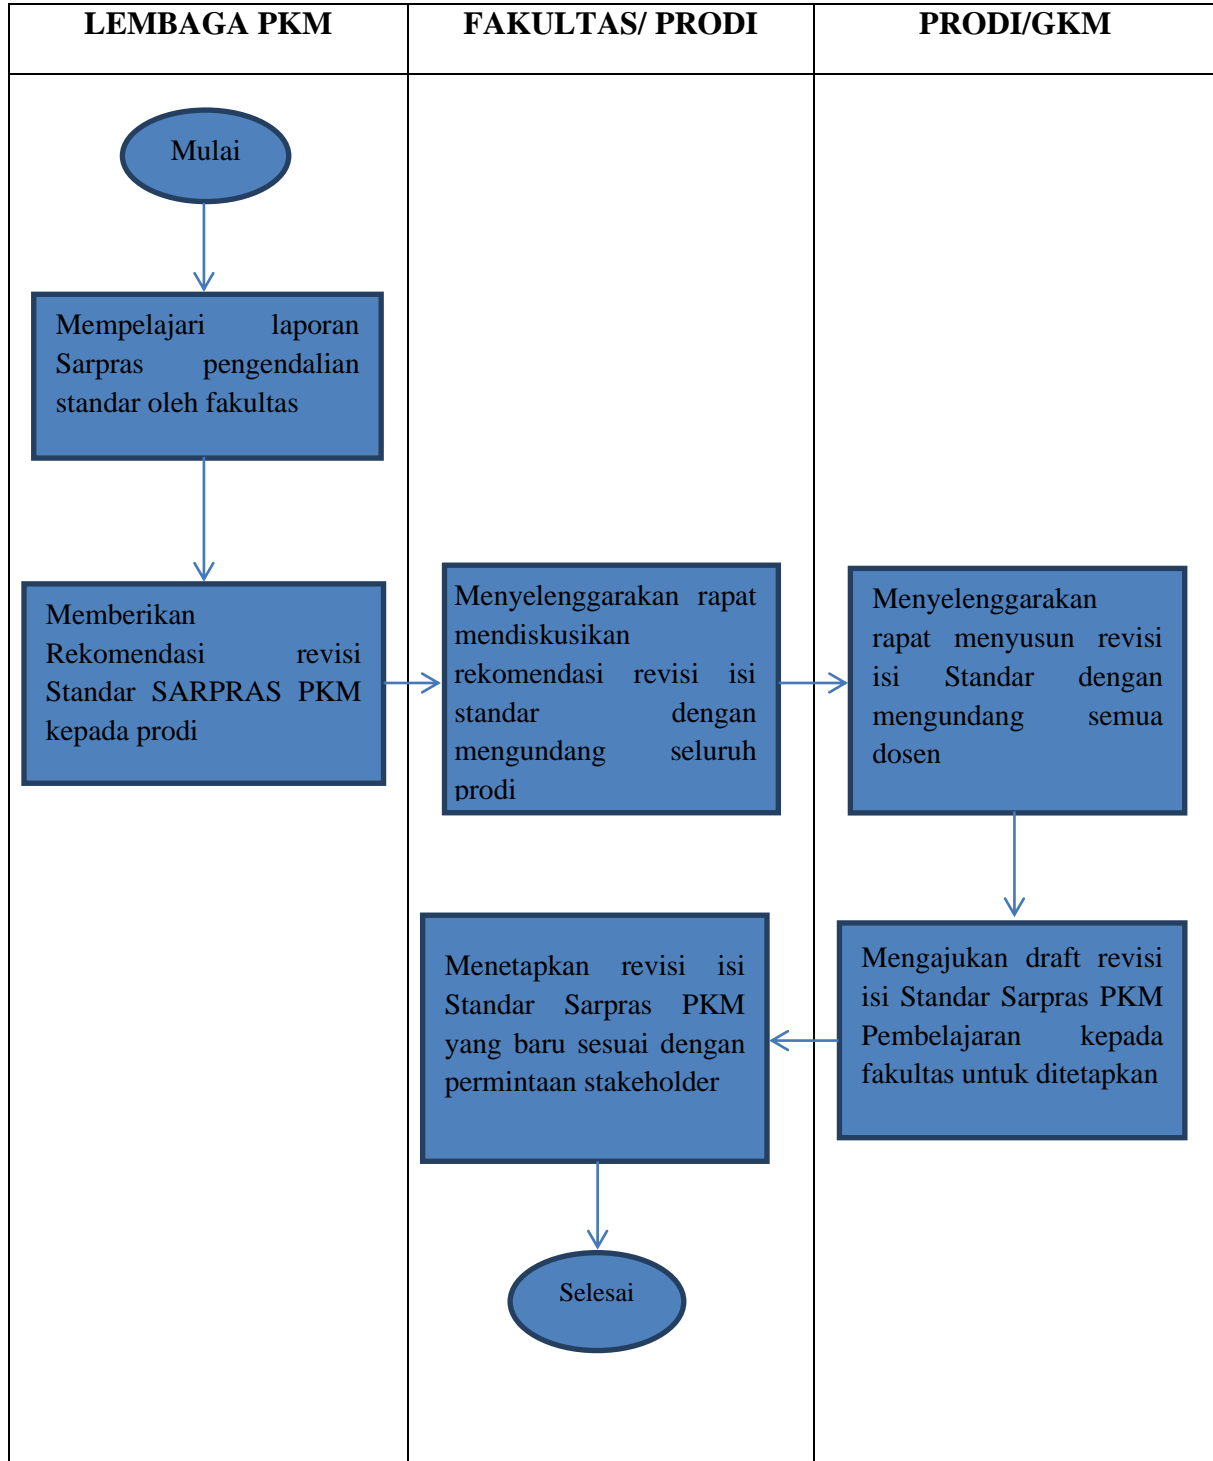 LEMBAGA PKM
FAKULTAS/ PRODI
PRODI/GKM
Mulai
Mempelajari laporan
Sarpras pengendalian
standar oleh fakultas
Memberikan
Rekomendasi revisi
Standar SARPRAS PKM
kepada prodi
Menyelenggarakan rapat
mendiskusikan
rekomendasi revisi isi
standar dengan
mengundang seluruh
prodi
Menyelenggarakan
rapat menyusun revisi
isi Standar dengan
mengundang semua
dosen
Mengajukan draft revisi
isi Standar Sarpras PKM
Pembelajaran kepada
fakultas untuk ditetapkan
Menetapkan revisi isi
Standar Sarpras PKM
yang baru sesuai dengan
permintaan stakeholder
Selesai